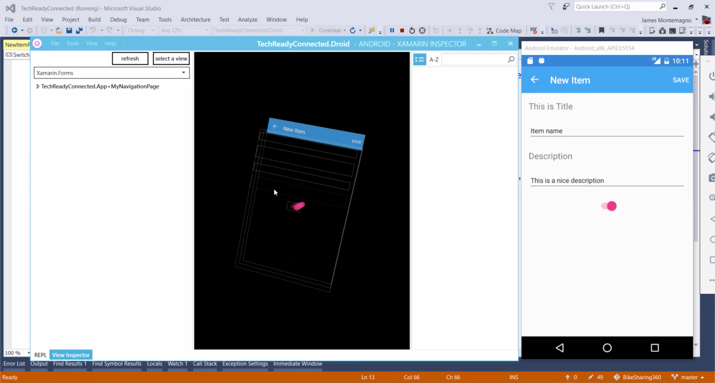 TechReadyConnected (Running) - Microsoft Visual Studio
Quick Launch (Ctrl+Q)
File Edit View Project Build Debug Team Tools Architecture Test Analyze Window Help
James Montemagno
Debug Any CPU TechReadyConnected.Droid Continue Code Map
NewItemF
Switch
File Tools View Help
TechReadyConnected.Droid - ANDROID - XAMARIN INSPECTOR
refresh select a view
A-Z
Xamarin.Forms
TechReadyConnected.App+MyNavigationPage
New Item
SAVE
Android Emulator - Android_x86_API23:5554
10:11
New Item SAVE
This is Title
Item name
Description
This is a nice description
100 %
REPL View Inspector
Error List Output Find Results 1 Find Symbol Results Locals Watch 1 Call Stack Exception Settings Immediate Window
Ready Ln 13 Col 66 Ch 66 INS 0 49 BikeSharing360 master